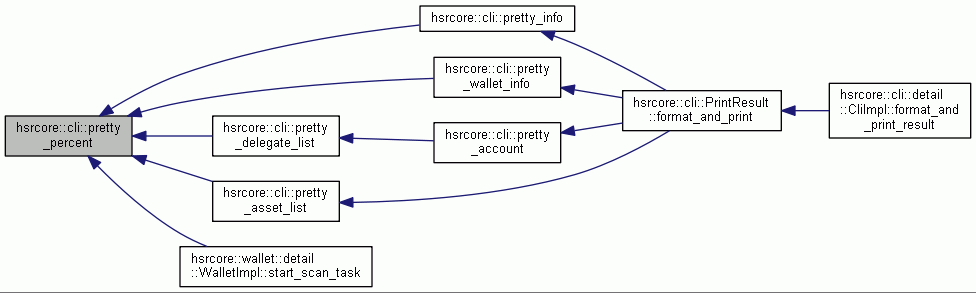 hsrcore::cli::pretty_info
hsrcore::cli::pretty
_wallet_info
hsrcore::cli::detail
::CliImpl::format_and
_print_result
hsrcore::cli::PrintResult
::format_and_print
hsrcore::cli::pretty
_percent
hsrcore::cli::pretty
_delegate_list
hsrcore::cli::pretty
_account
hsrcore::cli::pretty
_asset_list
hsrcore::wallet::detail
::WalletImpl::start_scan_task